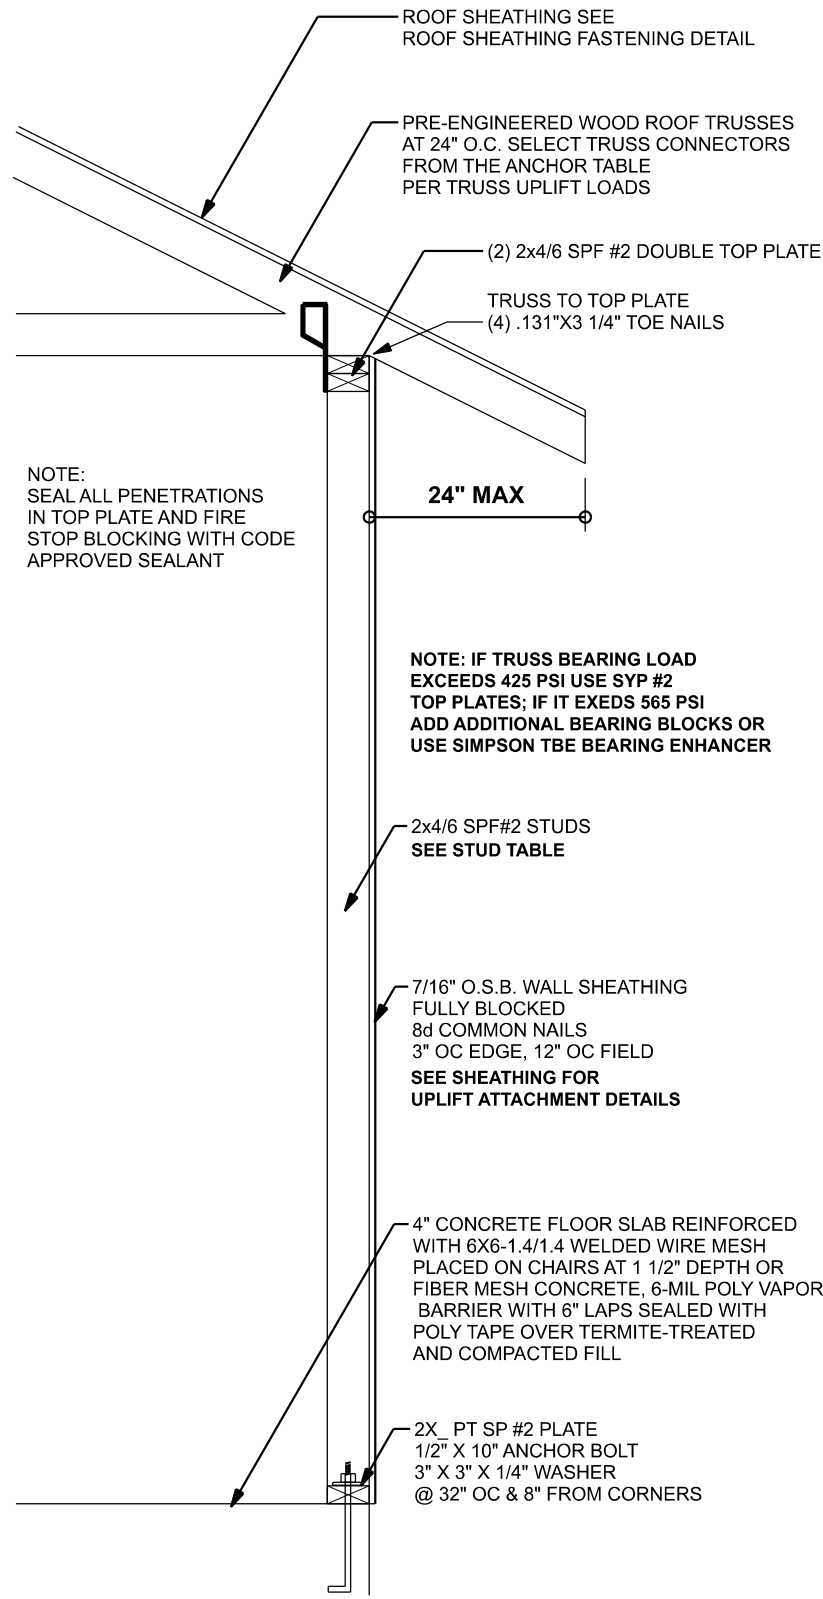 ROOF SHEATHING SEE
ROOF SHEATHING FASTENING DETAIL
PRE-ENGINEERED WOOD ROOF TRUSSES
AT 24" O.C. SELECT TRUSS CONNECTORS
FROM THE ANCHOR TABLE
PER TRUSS UPLIFT LOADS
(2) 2x4/6 SPF #2 DOUBLE TOP PLATE
TRUSS TO TOP PLATE
(4) .131"X3 1/4" TOE NAILS
NOTE:
SEAL ALL PENETRATIONS
IN TOP PLATE AND FIRE
STOP BLOCKING WITH CODE
APPROVED SEALANT
24" MAX
NOTE: IF TRUSS BEARING LOAD
EXCEEDS 425 PSI USE SYP #2
TOP PLATES; IF IT EXEDS 565 PSI
ADD ADDITIONAL BEARING BLOCKS OR
USE SIMPSON TBE BEARING ENHANCER
2x4/6 SPF#2 STUDS
SEE STUD TABLE
7/16" O.S.B. WALL SHEATHING
FULLY BLOCKED
8d COMMON NAILS
3" OC EDGE, 12" OC FIELD
SEE SHEATHING FOR
UPLIFT ATTACHMENT DETAILS
4" CONCRETE FLOOR SLAB REINFORCED
WITH 6X6-1.4/1.4 WELDED WIRE MESH
PLACED ON CHAIRS AT 1 1/2" DEPTH OR
FIBER MESH CONCRETE, 6-MIL POLY VAPOR
BARRIER WITH 6" LAPS SEALED WITH
POLY TAPE OVER TERMITE-TREATED
AND COMPACTED FILL
2X_ PT SP #2 PLATE
1/2" X 10" ANCHOR BOLT
3" X 3" X 1/4" WASHER
@ 32" OC & 8" FROM CORNERS